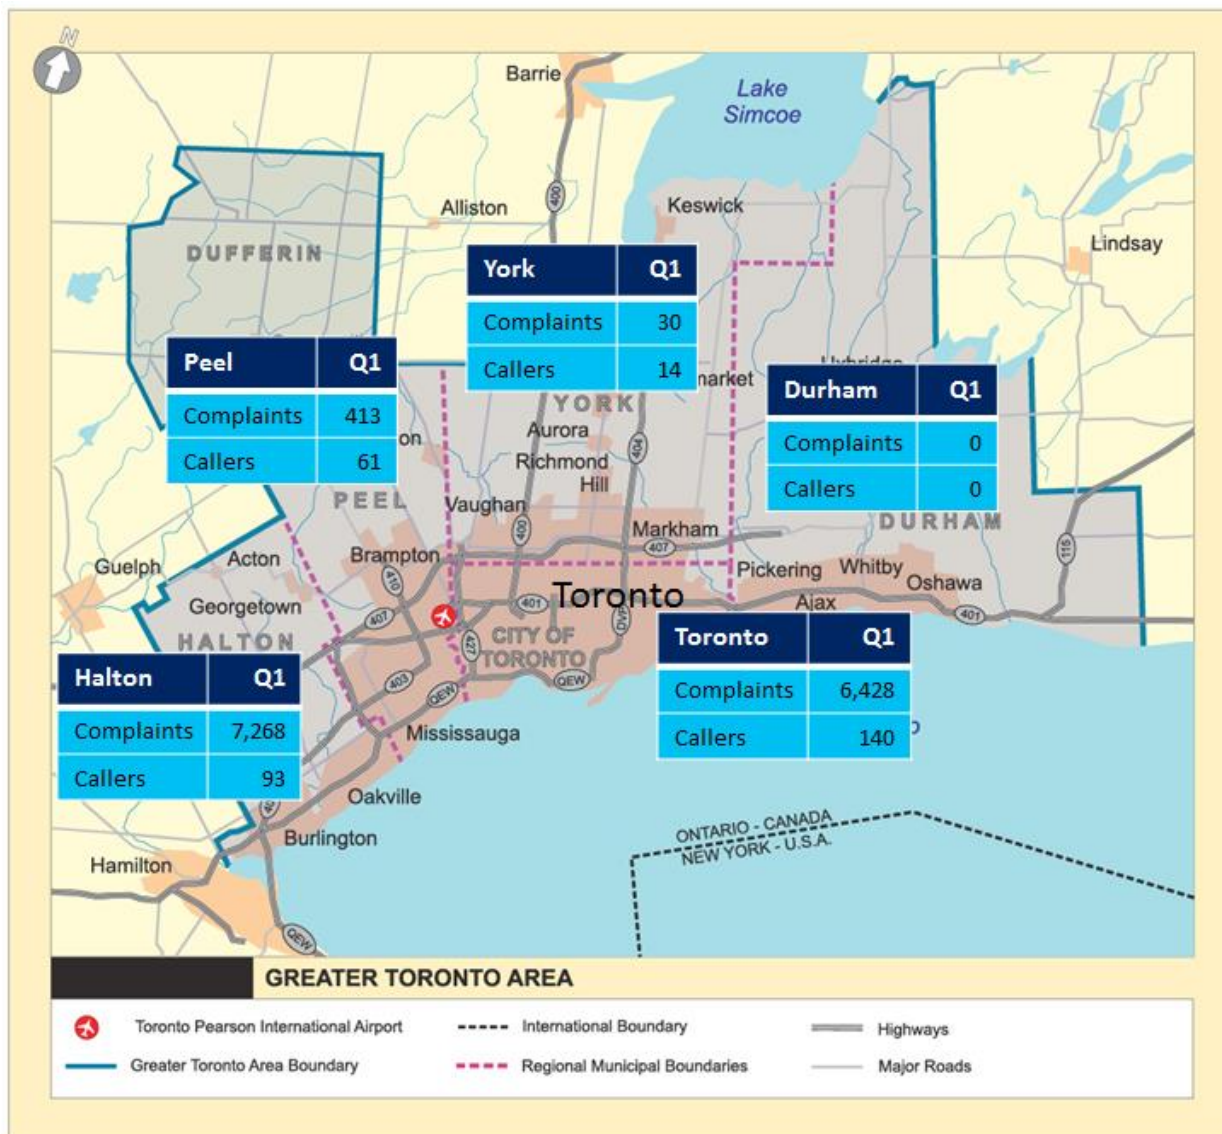 N
Barrie
Lake
Simcoe
400
Keswick
Alliston
DUFFERIN
Lindsay
York Q1
Complaints 30
Callers 14
Peel Q1
Complaints 413
Callers 61
Durham Q1
Complaints 0
Callers 0
YORK
Aurora
404
Richmond
Hill
PEEL
Vaughan
400
Markham
407
DURHAM
115
Guelph
Acton
Brampton
410
Pickering
Whitby
Oshawa
Georgetown
Toronto
401
Ajax
401
407
DVP
HALTON
427
CITY OF
TORONTO
403
QEW
QEW
Toronto Q1
Complaints 6,428
Callers 140
Halton Q1
Complaints 7,268
Callers 93
Mississauga
Oakville
Burlington
ONTARIO - CANADA
NEW YORK - U.S.A.
Hamilton
QEW
GREATER TORONTO AREA
Toronto Pearson International Airport
International Boundary
Highways
Greater Toronto Area Boundary
Regional Municipal Boundaries
Major Roads